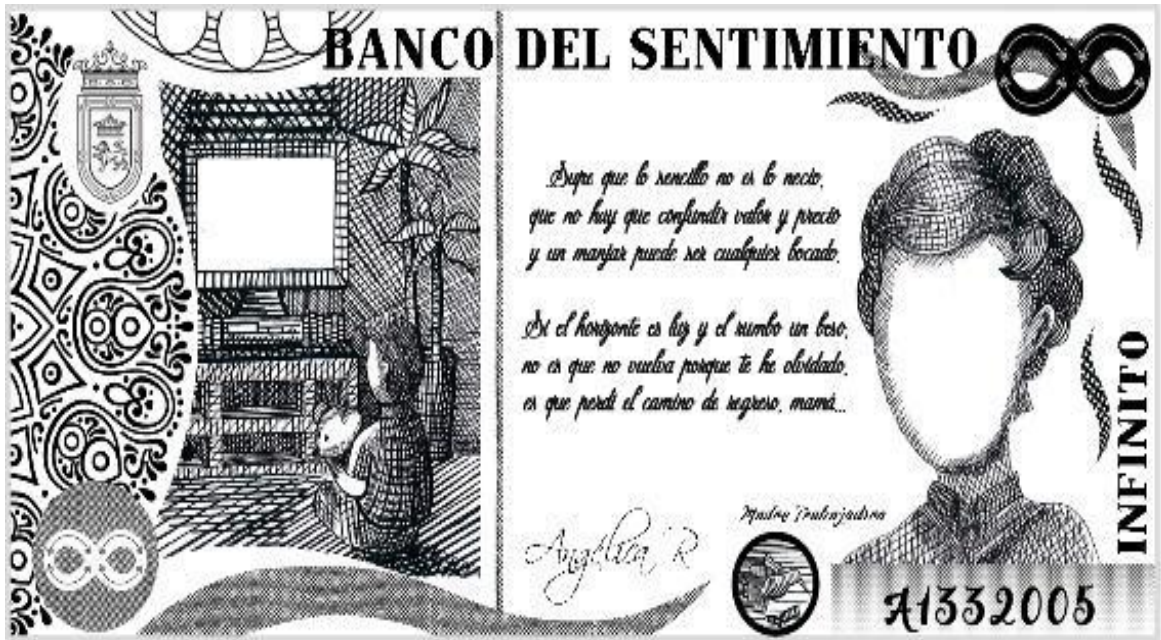 BANCO DEL SENTIMIENTO
Supe que lo sencillo no es lo necio,
que no hay que confundir valor y precio
y un manjar puede ser cualquier bocado.
Si el horizonte es luz y el rumbo un beso,
no es que no vuelva porque te he olvidado,
es que perdí el camino de regreso, mamá...
INFINITO
Madre Trabajadora
Angélica R
A1332005